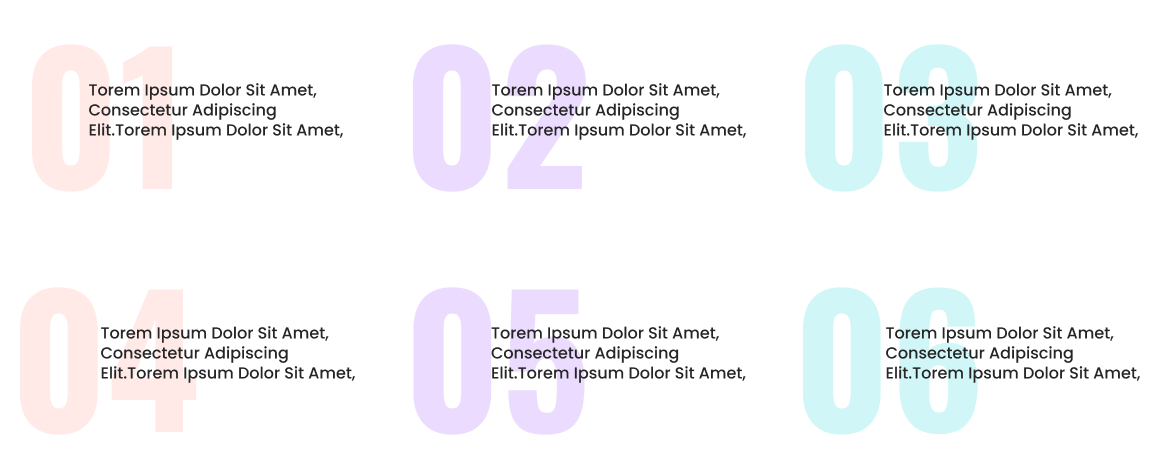 01
Torem Ipsum Dolor Sit Amet,
Consectetur Adipiscing
Elit.Torem Ipsum Dolor Sit Amet,
02
Torem Ipsum Dolor Sit Amet,
Consectetur Adipiscing
Elit.Torem Ipsum Dolor Sit Amet,
03
Torem Ipsum Dolor Sit Amet,
Consectetur Adipiscing
Elit.Torem Ipsum Dolor Sit Amet,
04
Torem Ipsum Dolor Sit Amet,
Consectetur Adipiscing
Elit.Torem Ipsum Dolor Sit Amet,
05
Torem Ipsum Dolor Sit Amet,
Consectetur Adipiscing
Elit.Torem Ipsum Dolor Sit Amet,
06
Torem Ipsum Dolor Sit Amet,
Consectetur Adipiscing
Elit.Torem Ipsum Dolor Sit Amet,